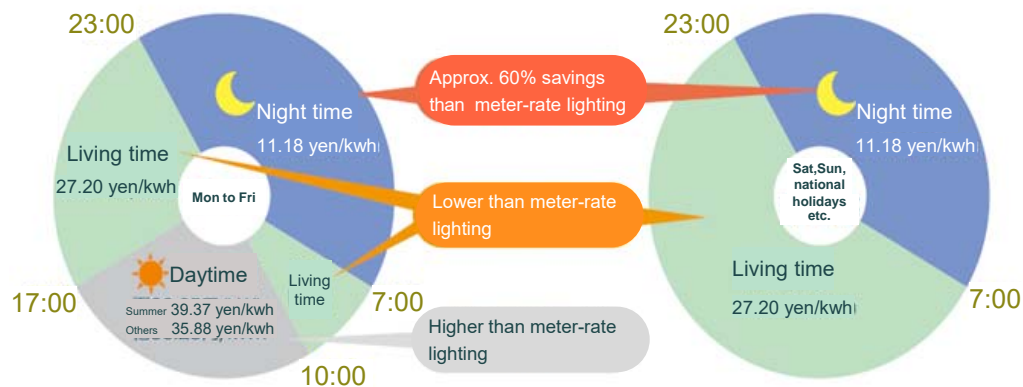 23:00
Night time
11.18 yen/kwh
Living time
27.20 yen/kwh
Mon to Fri
Daytime
Summer 39.37 yen/kwh
Others 35.88 yen/kwh
Living
time
17:00
7:00
10:00
Approx. 60% savings
than meter-rate lighting
Lower than meter-rate
lighting
Higher than meter-rate
lighting
23:00
Night time
11.18 yen/kwh
Sat,Sun,
national
holidays
etc.
Living time
27.20 yen/kwh
7:00